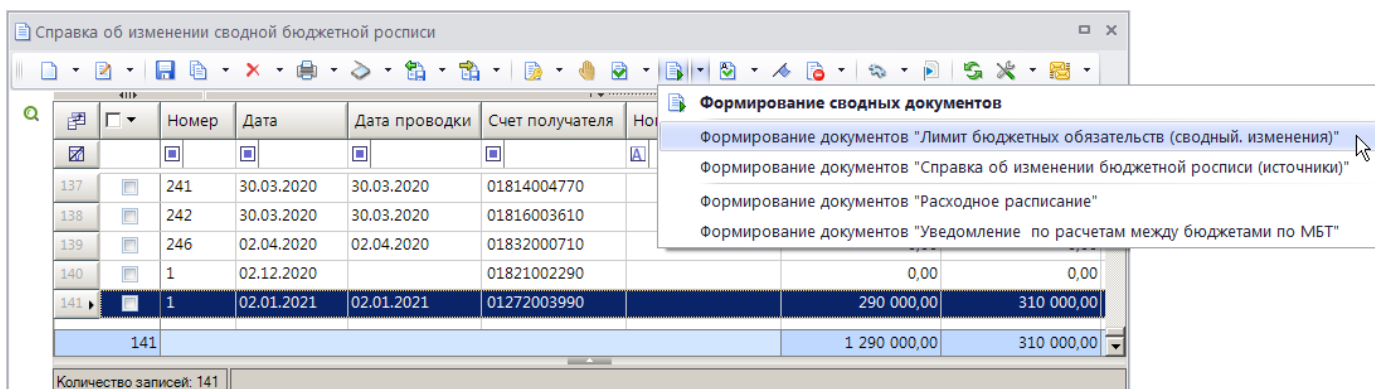 Справка об изменении сводной бюджетной росписи
Формирование сводных документов
Формирование документов "Лимит бюджетных обязательств (сводный. изменения)"
Формирование документов "Справка об изменении бюджетной росписи (источники)"
Формирование документов "Расходное расписание"
Формирование документов "Уведомление  по расчетам между бюджетами по МБТ"
Номер Дата Дата проводки Счет получателя
137 241 30.03.2020 30.03.2020 01814004770
138 242 30.03.2020 30.03.2020 01816003610
139 246 02.04.2020 02.04.2020 01832000710
140 1 02.12.2020 01821002290 0,00 0,00
141 1 02.01.2021 02.01.2021 01272003990 290 000,00 310 000,00
141 1 290 000,00 310 000,00
Количество записей: 141